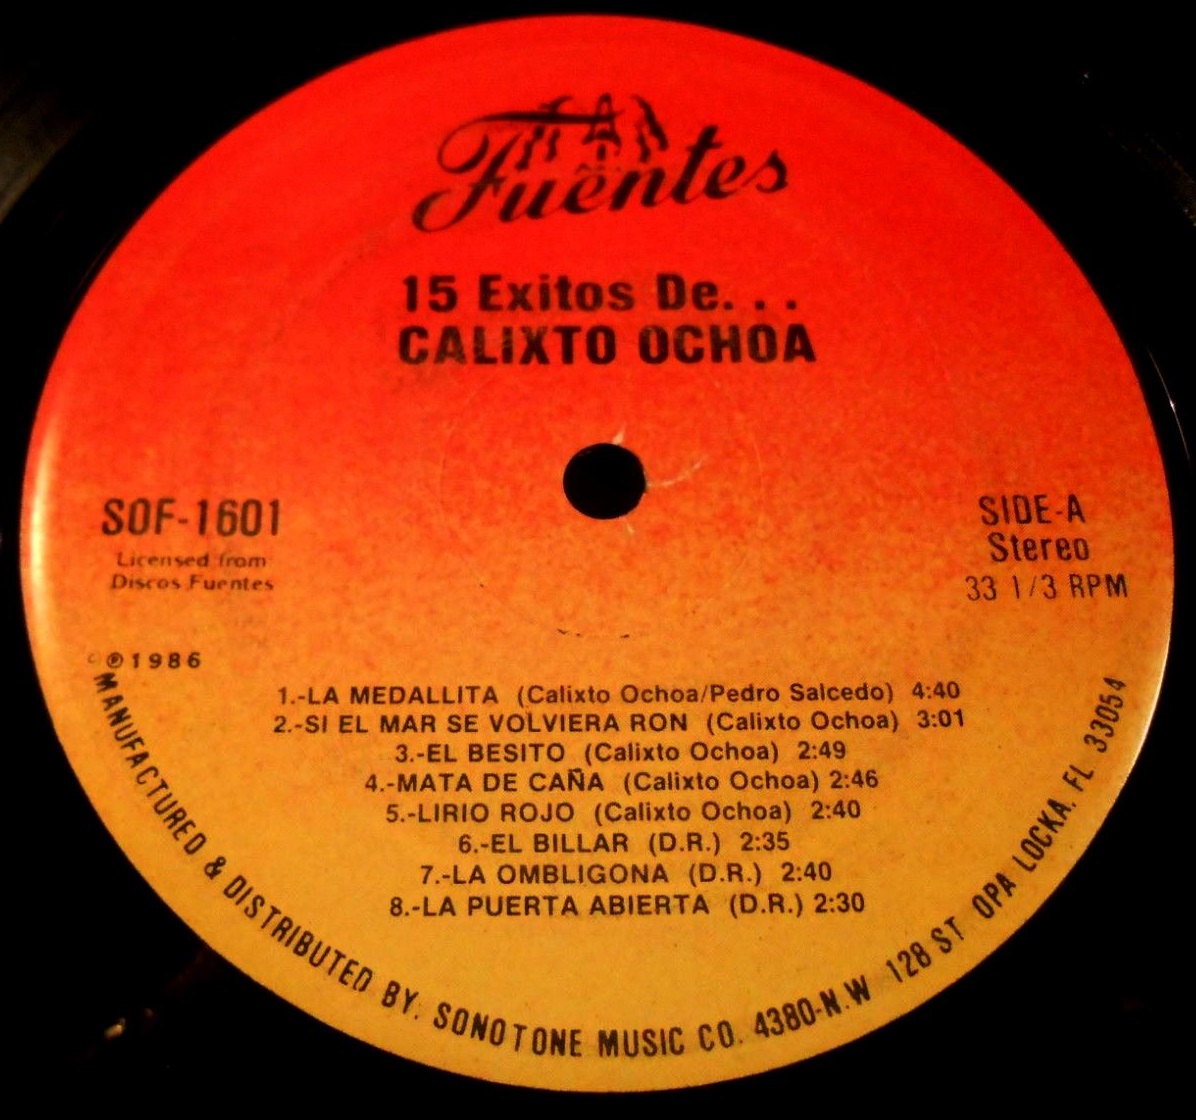 Fuentes
15 Exitos De. . .
CALIXTO OCHOA
SOF-1601
Licensed from
Discos Fuentes
SIDE-A
Stereo
33 1/3 RPM
©℗1986
1.-LA MEDALLITA (Calixto Ochoa/Pedro Salcedo) 4:40
2.-SI EL MAR SE VOLVIERA RON (Calixto Ochoa) 3:01
3.-EL BESITO (Calixto Ochoa) 2:49
4.-MATA DE CAÑA (Calixto Ochoa) 2:46
5.-LIRIO ROJO (Calixto Ochoa) 2:40
6.-EL BILLAR (D.R.) 2:35
7.-LA OMBLIGONA (D.R.) 2:40
8.-LA PUERTA ABIERTA (D.R.) 2:30
MANUFACTURED & DISTRIBUTED BY: SONOTONE MUSIC CO. 4380-N.W 128 ST OPA LOCKA, FL 33054